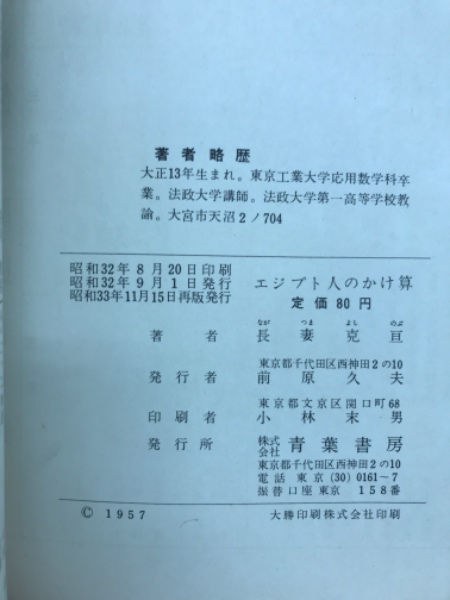 著者略歴
大正13年生まれ。東京工業大学応用数学科卒
業。法政大学講師。法政大学第一高等学校教
諭。大宮市天沼2ノ704
昭和32年8月20日印刷
昭和32年9月1日発行
昭和33年11月15日再版発行
エジプト人のかけ算
定価80円
なが つま よし のぶ
著者 長妻克亘
東京都千代田区西神田2の10
発行者 前原久夫
東京都文京区関口町68
印刷者 小林末男
発行所 株式会社 青葉書房
東京都千代田区西神田2の10
電話 東京 (30) 0161~7
振替口座東京 158番
© 1957 大勝印刷株式会社印刷